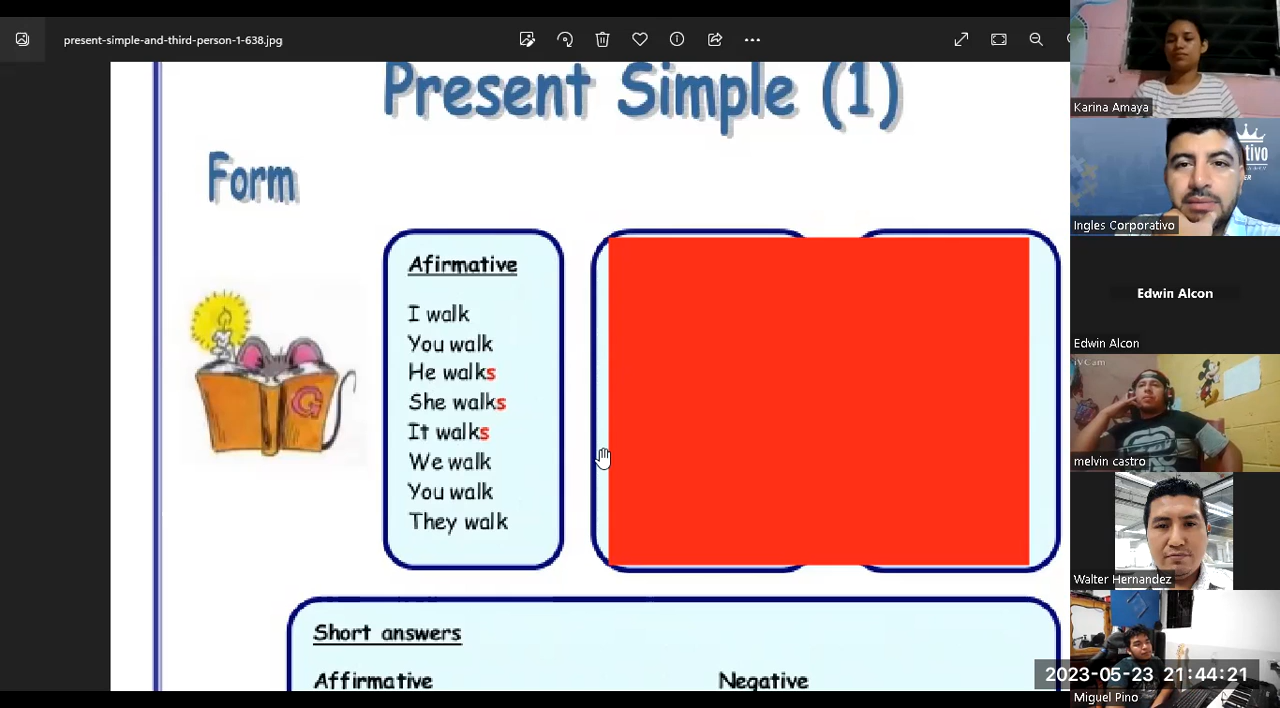 present-simple-and-third-person-1-638.jpg
Present Simple (1)
Form
Afirmative
I walk
You walk
He walks
She walks
It walks
We walk
You walk
They walk
Short answers
Affirmative
Negative
G
Karina Amaya
tivo
Ingles Corporativo
Edwin Alcon
Edwin Alcon
iVCam
melvin castro
Walter Hernandez
2023-05-23 21:44:21
Miguel Pino